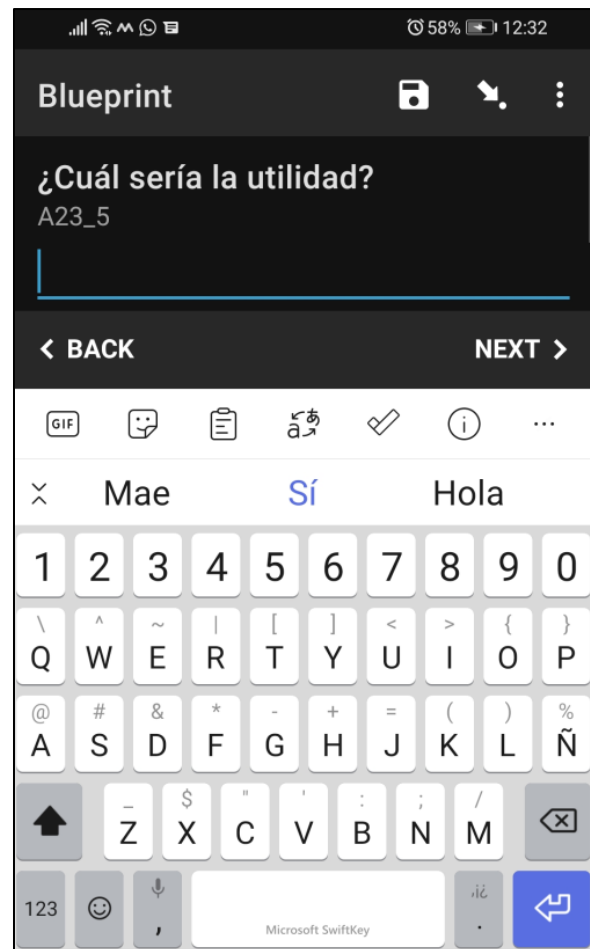 58% 12:32
Blueprint
¿Cuál sería la utilidad?
A23_5
BACK NEXT
GIF
Mae Sí Hola
1 2 3 4 5 6 7 8 9 0
\ ^ ~ | [ ] < > { }
Q W E R T Y U I O P
@ # & * - + = ( ) %
A S D F G H J K L Ñ
_ $ " ' : ; /
Z X C V B N M
123 , Microsoft SwiftKey .